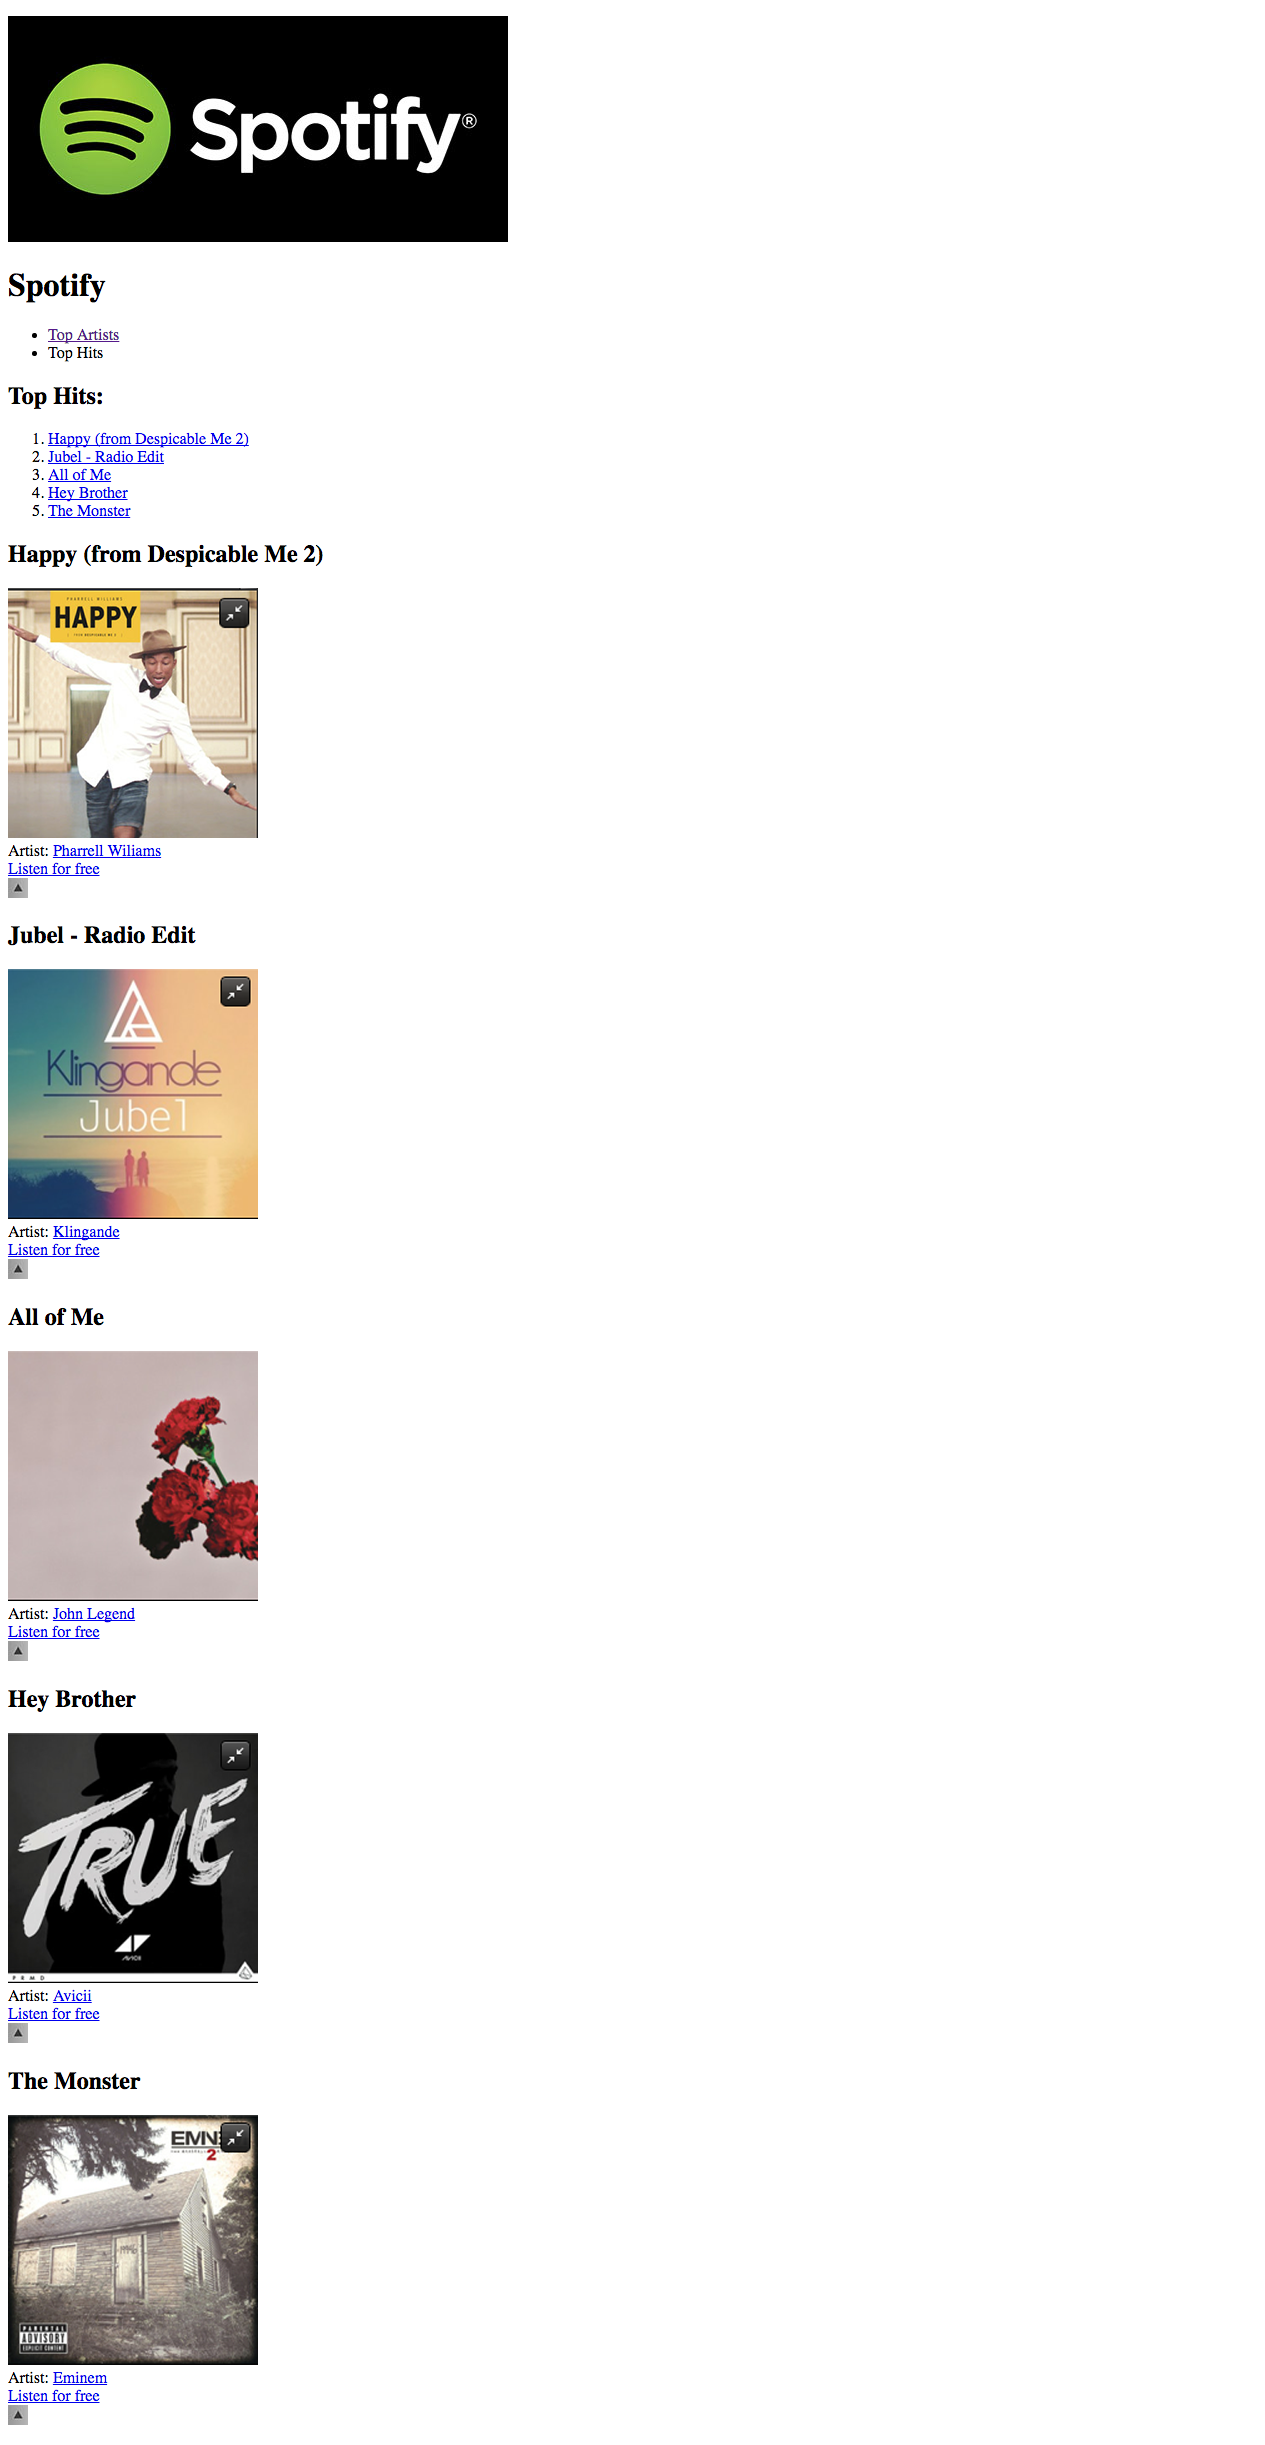 Spotify®
Spotify
Top Artists
Top Hits
Top Hits:
1. Happy (from Despicable Me 2)
2. Jubel - Radio Edit
3. All of Me
4. Hey Brother
5. The Monster
Happy (from Despicable Me 2)
PHARRELL WILLIAMS
HAPPY
FROM DESPICABLE ME 2
Artist: Pharrell Wiliams
Listen for free
Jubel - Radio Edit
Klingande
Jubel
Artist: Klingande
Listen for free
All of Me
Artist: John Legend
Listen for free
Hey Brother
TRUE
AVICII
PRMD
Artist: Avicii
Listen for free
The Monster
EMN
2
PARENTAL
ADVISORY
EXPLICIT CONTENT
Artist: Eminem
Listen for free